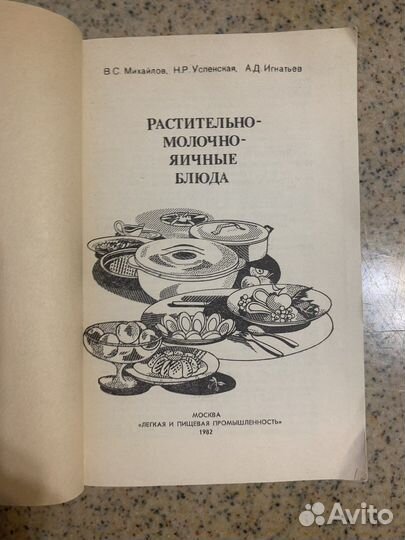 В.С. Михайлов, Н.Р. Успенская, А.Д. Игнатьев
РАСТИТЕЛЬНО-
МОЛОЧНО-
ЯИЧНЫЕ
БЛЮДА
МОСКВА
«ЛЕГКАЯ И ПИЩЕВАЯ ПРОМЫШЛЕННОСТЬ»
1982
Avito